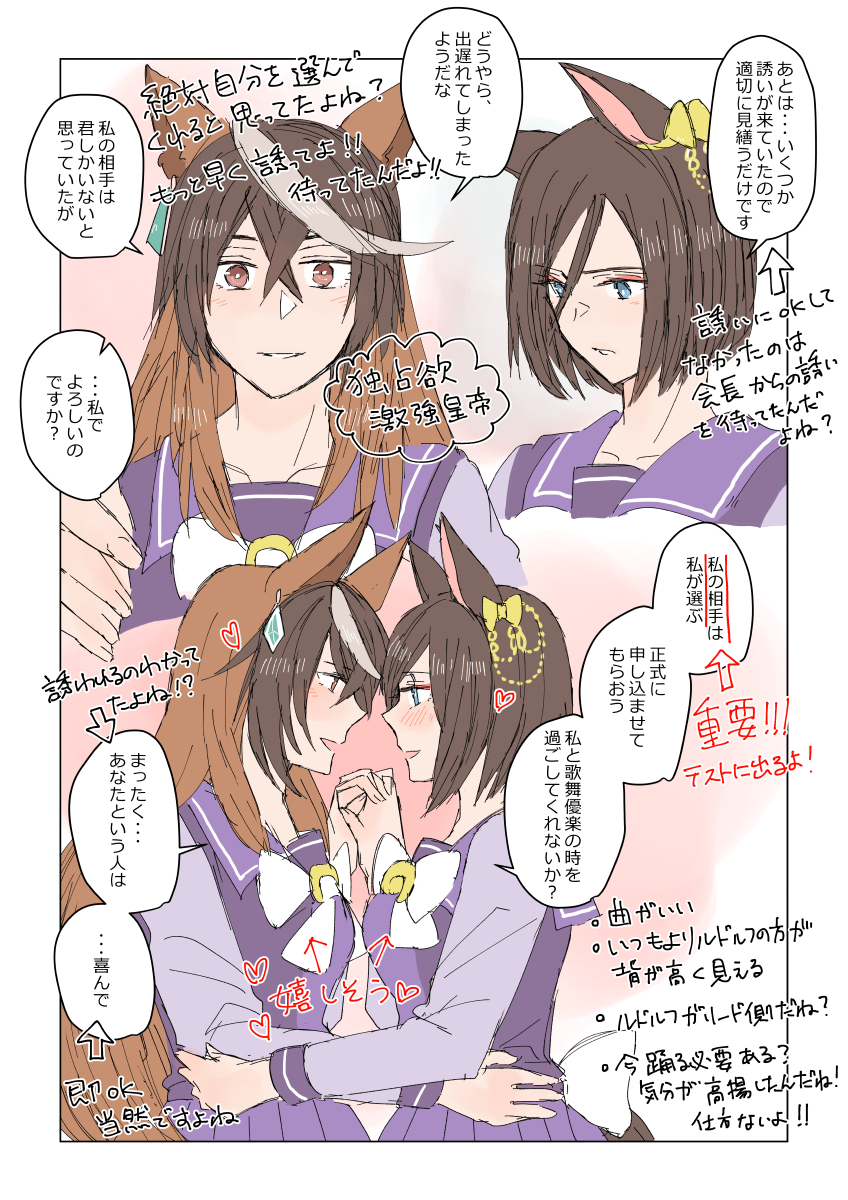 あとは・・いくつか
誘いが来ていたので
適切に見繕うだけです
どうやら、
出遅れてしまった
ようだな
絶対自分を選んで
くれると思ってたよね？
もっと早く誘てよ！！
待ってたんだよ！！
私の相手は
君しかいないと
思っていたが
誘いにOKして
なかったのは
会長からの誘い
を待ってたんだ
よね？
独占欲
激強皇帝
・・・私で
よろしいの
ですか？
私の相手は
私が選ぶ
重要！！！
テストに出るよ！
正式に
申し込ませて
もらおう
私と歌舞優楽の時を
過ごしてくれないか？
誘われるのわかって
たよね！？
まったく・・・
あなたという人は
・・・喜んで
即OK
当然ですよね
嬉しそう
。曲がいい
。いつもよりルドルフの方が
背が高く見える
。ルドルフがリード側だね？
。今踊る必要ある？
気分が高揚したんだね！
仕方ないよ！！